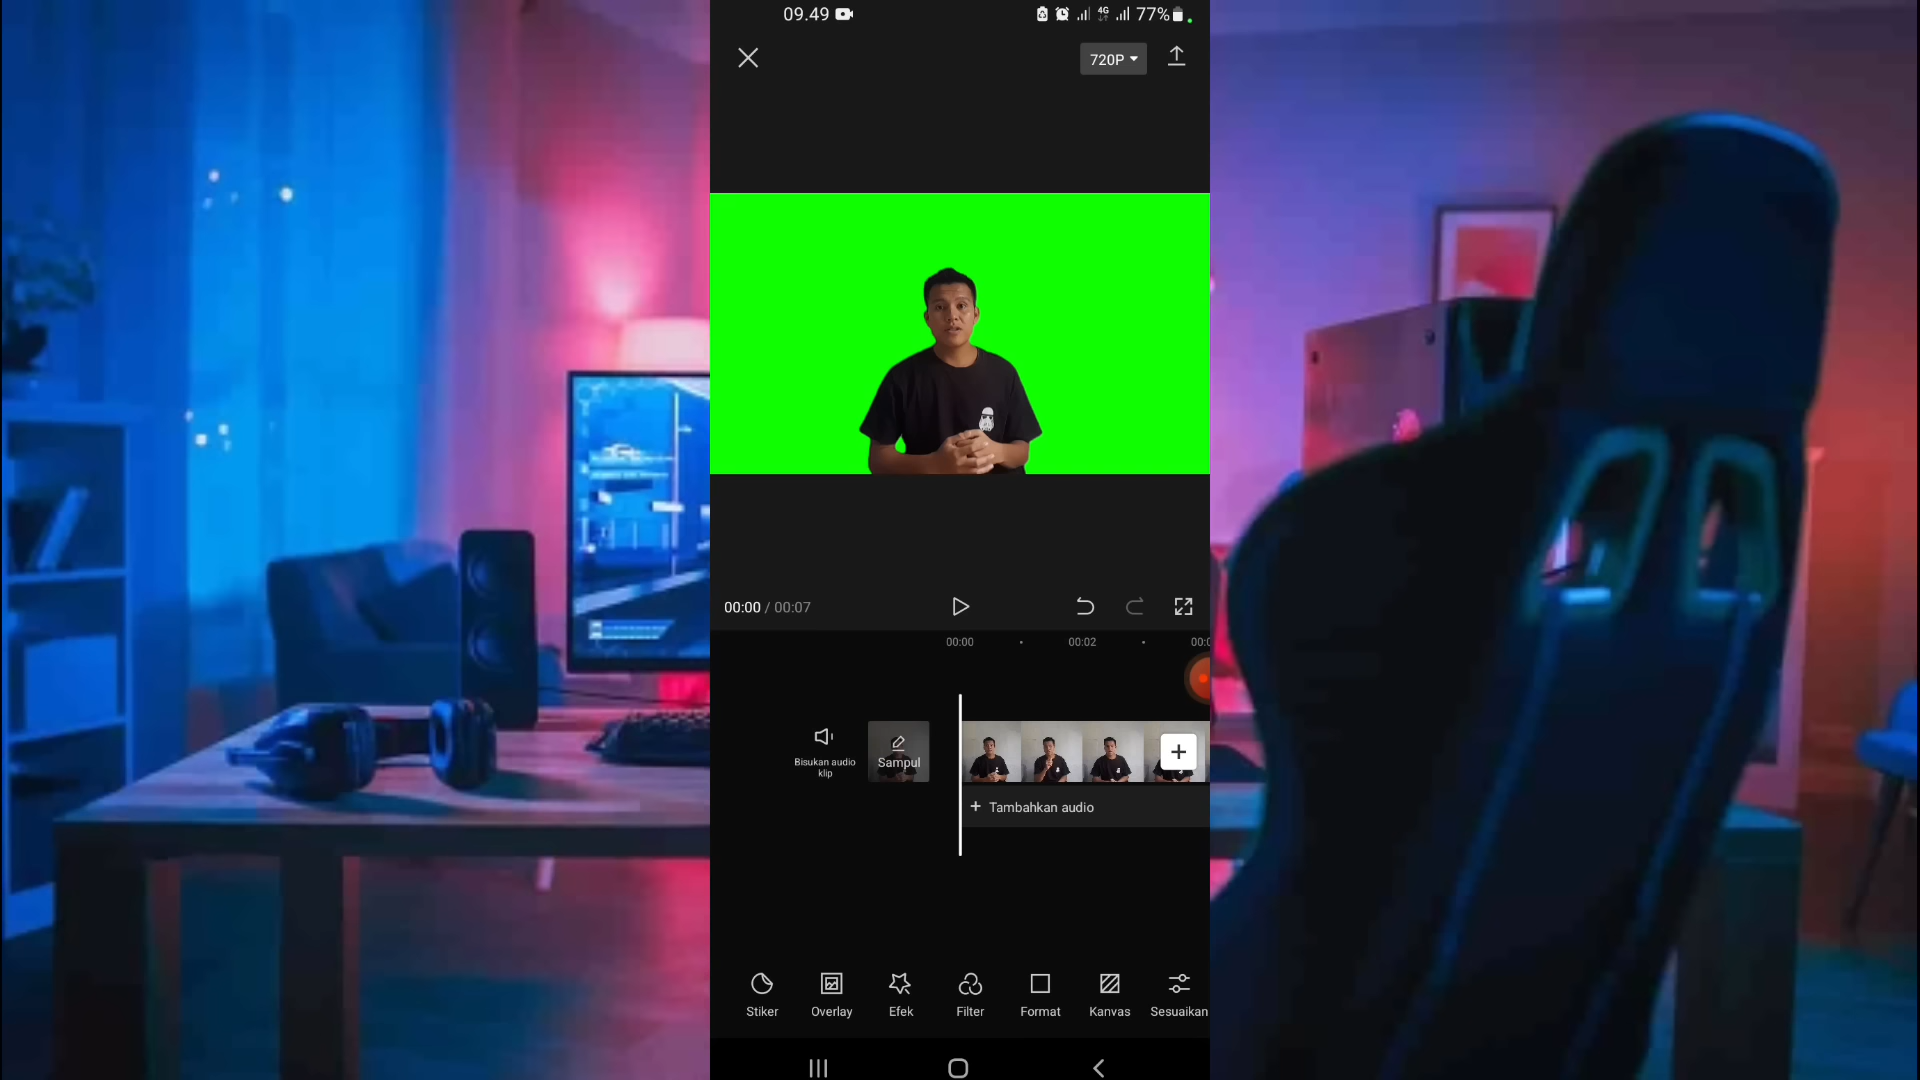 09.49
4G
77%
720P
00:00 / 00:07
00:00
00:02
Bisukan audio
klip
Sampul
+ Tambahkan audio
Stiker
Overlay
Efek
Filter
Format
Kanvas
Sesuaikan